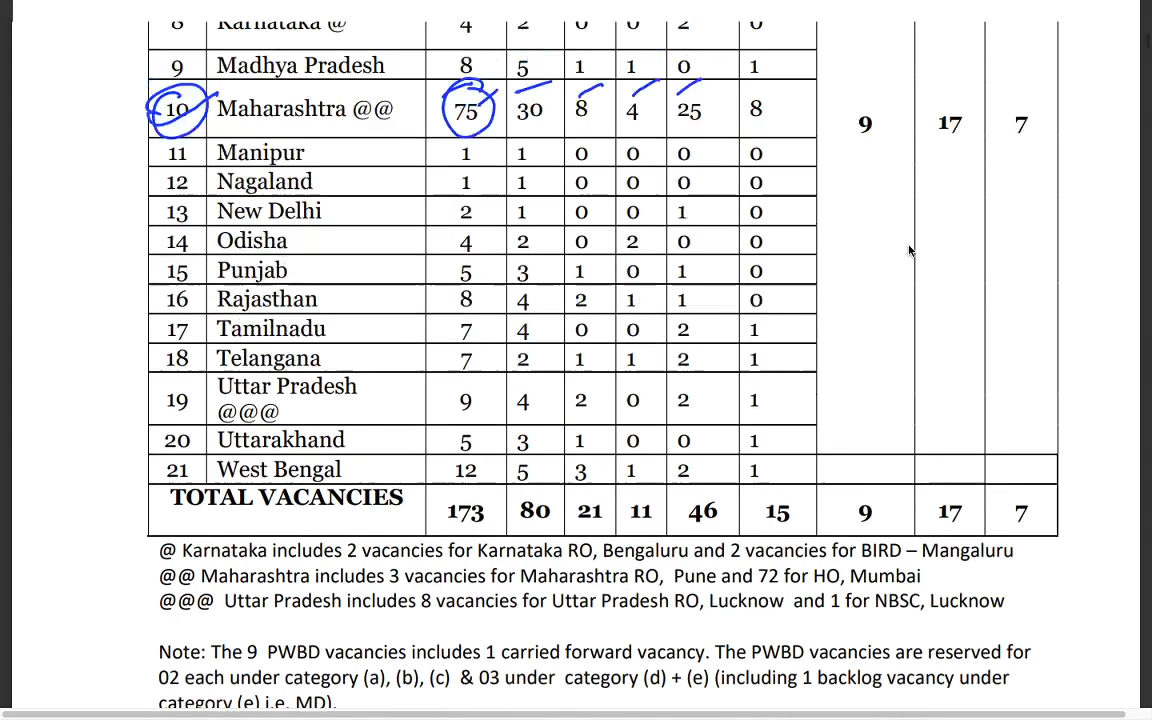 8 Karnataka @ 4 2 0 0 2 0
9 Madhya Pradesh 8 5 1 1 0 1
10 Maharashtra @@ 75 30 8 4 25 8 9 17 7
11 Manipur 1 1 0 0 0 0
12 Nagaland 1 1 0 0 0 0
13 New Delhi 2 1 0 0 1 0
14 Odisha 4 2 0 2 0 0
15 Punjab 5 3 1 0 1 0
16 Rajasthan 8 4 2 1 1 0
17 Tamilnadu 7 4 0 0 2 1
18 Telangana 7 2 1 1 2 1
19 Uttar Pradesh 9 4 2 0 2 1
@@@
20 Uttarakhand 5 3 1 0 0 1
21 West Bengal 12 5 3 1 2 1
TOTAL VACANCIES 173 80 21 11 46 15 9 17 7
@ Karnataka includes 2 vacancies for Karnataka RO, Bengaluru and 2 vacancies for BIRD – Mangaluru
@@ Maharashtra includes 3 vacancies for Maharashtra RO, Pune and 72 for HO, Mumbai
@@@ Uttar Pradesh includes 8 vacancies for Uttar Pradesh RO, Lucknow and 1 for NBSC, Lucknow
Note: The 9 PWBD vacancies includes 1 carried forward vacancy. The PWBD vacancies are reserved for
02 each under category (a), (b), (c) & 03 under category (d) + (e) (including 1 backlog vacancy under
category (e) i.e. MD).